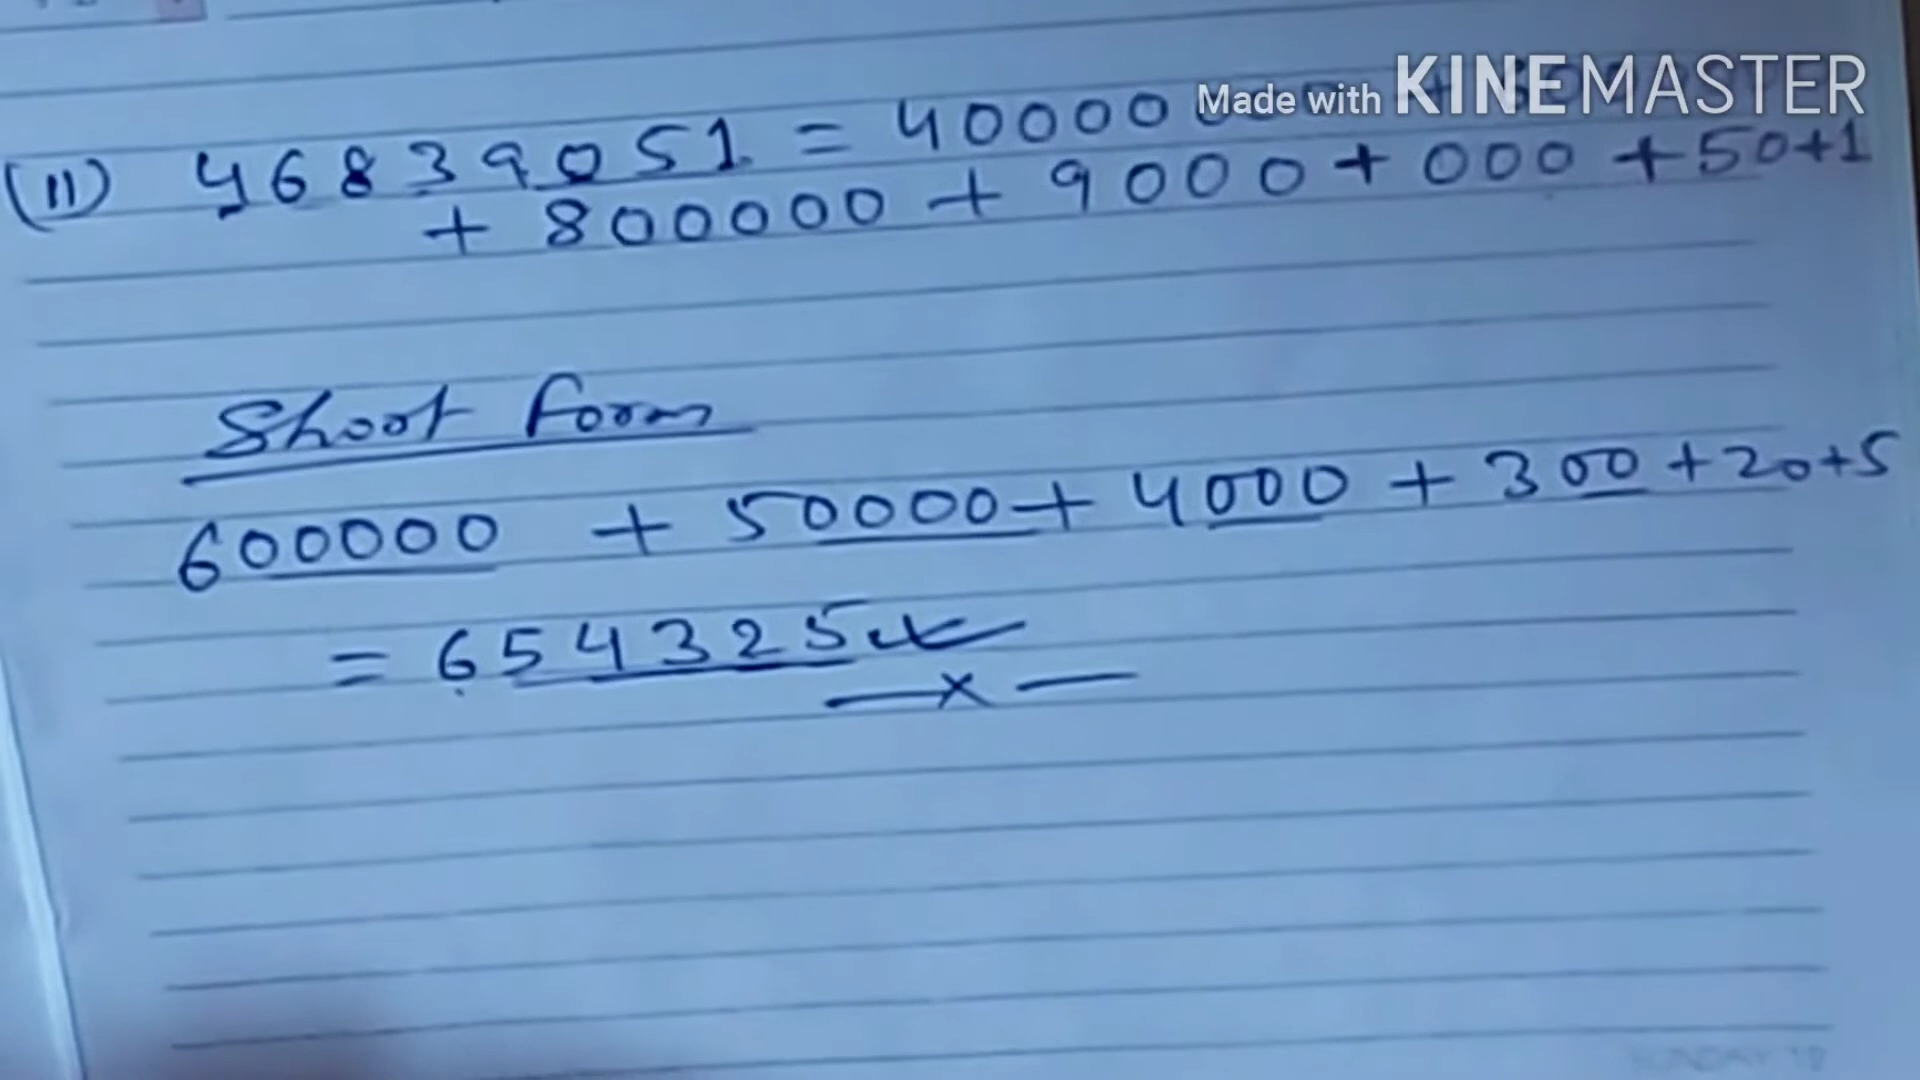 Made with KINEMASTER
(II) 46839051 = 40000
+ 800000 + 9000 + 000 + 50+1
Short form
600000 + 50000 + 4000 + 300 + 20+5
= 654325
—x—